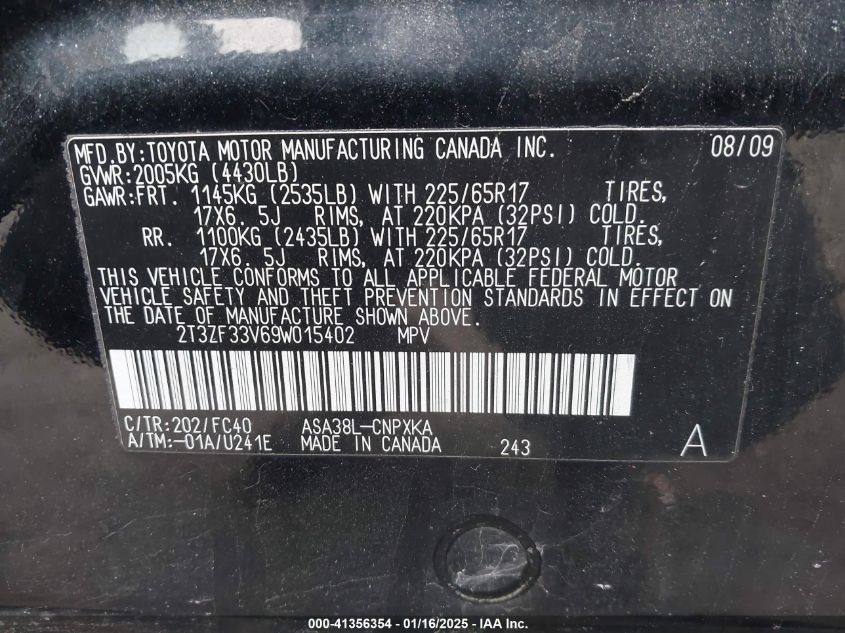 MFD.BY:TOYOTA MOTOR MANUFACTURING CANADA INC. 08/09
GVWR:2005KG (4430LB)
GAWR:FRT. 1145KG (2535LB) WITH 225/65R17 TIRES,
17X6. 5J RIMS, AT 220KPA (32PSI) COLD.
RR. 1100KG (2435LB) WITH 225/65R17 TIRES,
17X6. 5J RIMS, AT 220KPA (32PSI) COLD.
THIS VEHICLE CONFORMS TO ALL APPLICABLE FEDERAL MOTOR
VEHICLE SAFETY AND THEFT PREVENTION STANDARDS IN EFFECT ON
THE DATE OF MANUFACTURE SHOWN ABOVE.
2T3ZF33V69W015402 MPV
C/TR:202/FC40 ASA38L-CNPXKA
A/TM:-01A/U241E MADE IN CANADA 243 A
000-41356354 - 01/16/2025 - IAA Inc.